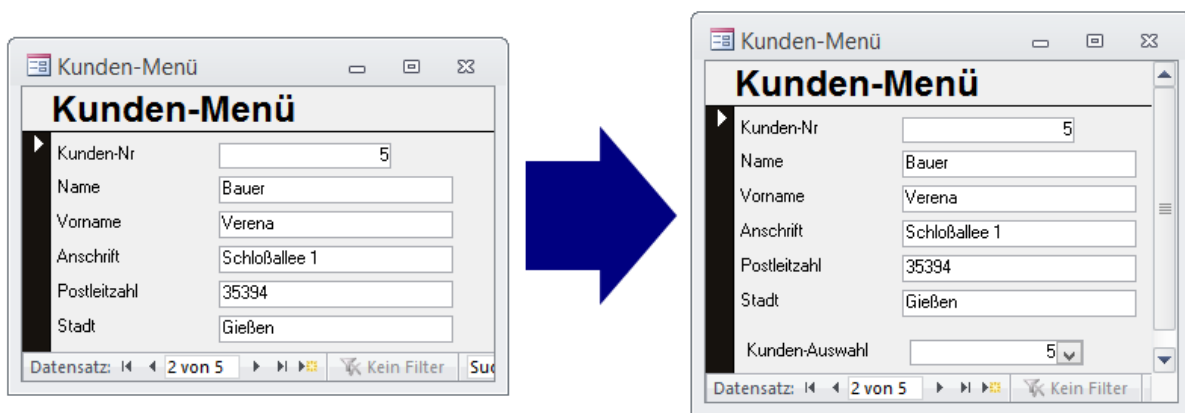 Kunden-Menü
Kunden-Menü
Kunden-Nr 5
Name Bauer
Vorname Verena
Anschrift Schloßallee 1
Postleitzahl 35394
Stadt Gießen
Datensatz: 2 von 5 Kein Filter Suc
Kunden-Menü
Kunden-Menü
Kunden-Nr 5
Name Bauer
Vorname Verena
Anschrift Schloßallee 1
Postleitzahl 35394
Stadt Gießen
Kunden-Auswahl 5
Datensatz: 2 von 5 Kein Filter